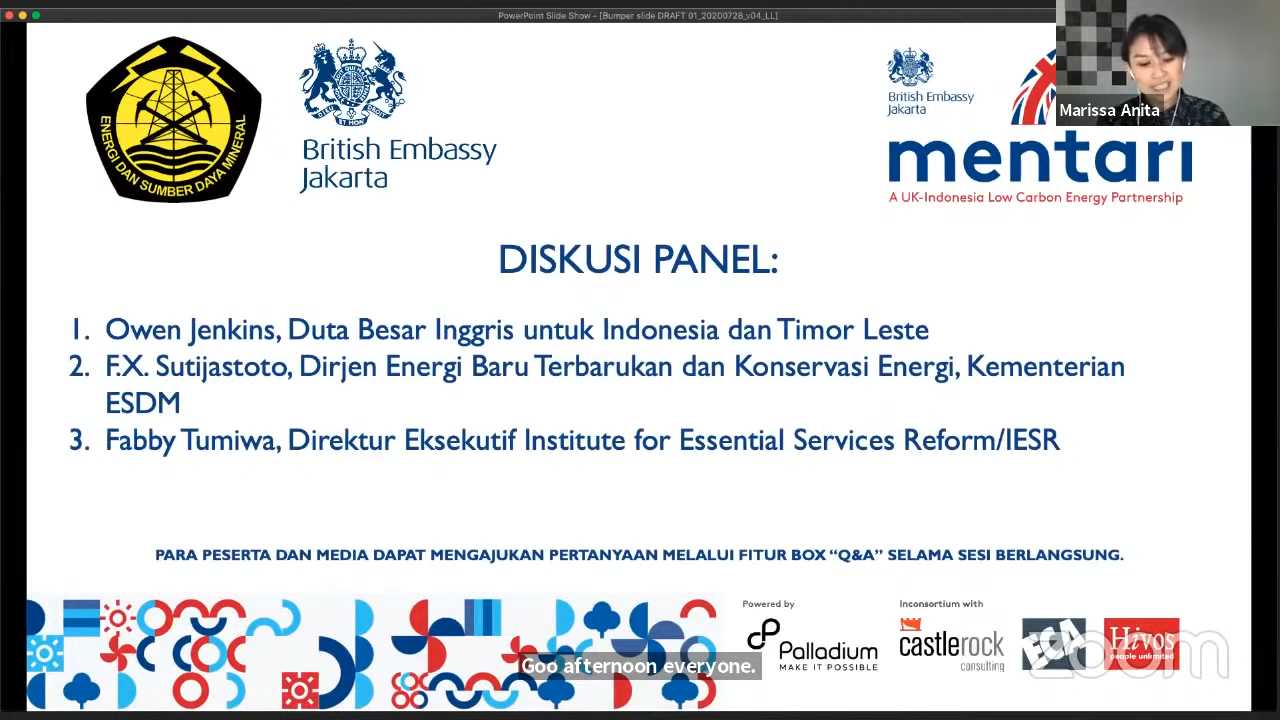 PowerPoint Slide Show - [Bumper slide DRAFT 01_20200728_v04_LL]
ENERGI DAN SUMBER DAYA MINERAL
British Embassy
Jakarta
British Embassy
Jakarta
Marissa Anita
mentarı
A UK-Indonesia Low Carbon Energy Partnership
DISKUSI PANEL:
1. Owen Jenkins, Duta Besar Inggris untuk Indonesia dan Timor Leste
2. F.X. Sutijastoto, Dirjen Energi Baru Terbarukan dan Konservasi Energi, Kementerian
ESDM
3. Fabby Tumiwa, Direktur Eksekutif Institute for Essential Services Reform/IESR
PARA PESERTA DAN MEDIA DAPAT MENGAJUKAN PERTANYAAN MELALUI FITUR BOX “Q&A” SELAMA SESI BERLANGSUNG.
Powered by
Palladium
MAKE IT POSSIBLE
Inconsortium with
castlerock
consulting
ECA
Hivos
people unlimited
zoom
Goo afternoon everyone.